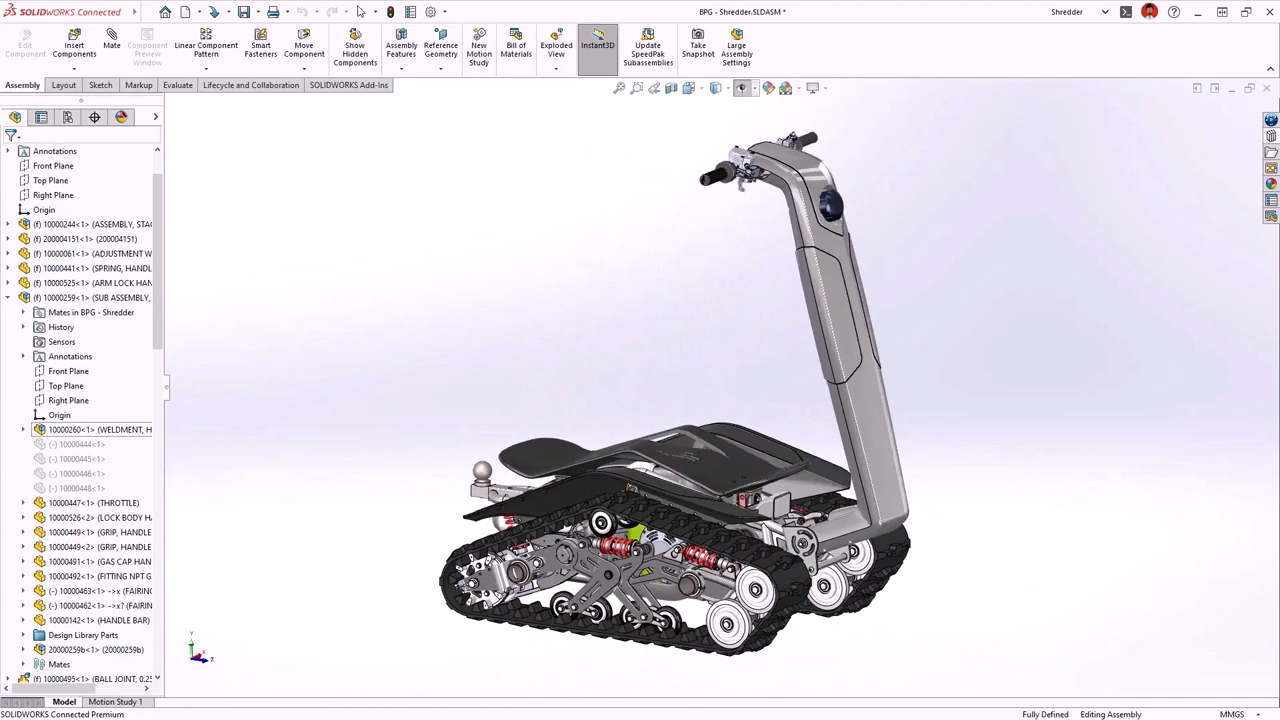 SOLIDWORKS Connected
BPG - Shredder.SLDASM *
Shredder
Edit Component
Insert Components
Mate
Component Preview Window
Linear Component Pattern
Smart Fasteners
Move Component
Show Hidden Components
Assembly Features
Reference Geometry
New Motion Study
Bill of Materials
Exploded View
Instant3D
Update SpeedPak Subassemblies
Take Snapshot
Large Assembly Settings
Assembly
Layout
Sketch
Markup
Evaluate
Lifecycle and Collaboration
SOLIDWORKS Add-Ins
Annotations
Front Plane
Top Plane
Right Plane
Origin
(f) 10000244<1> (ASSEMBLY, STAC
(f) 200004151<1> (200004151)
(f) 10000061<1> (ADJUSTMENT W
(f) 10000441<1> (SPRING, HANDL
(f) 10000525<1> (ARM LOCK HAN
(f) 10000259<1> (SUB ASSEMBLY,
Mates in BPG - Shredder
History
Sensors
Annotations
Front Plane
Top Plane
Right Plane
Origin
10000260<1> (WELDMENT, H
(-) 10000444<1>
(-) 10000445<1>
(-) 10000446<1>
(-) 10000448<1>
10000447<1> (THROTTLE)
10000526<2> (LOCK BODY H
10000449<1> (GRIP, HANDLE
10000449<2> (GRIP, HANDLE
10000491<1> (GAS CAP HAN
10000492<1> (FITTING NPT G
(-) 10000463<1> ->x (FAIRIN
(-) 10000462<1> ->x? (FAIRIN
10000142<1> (HANDLE BAR)
Design Library Parts
20000259b<1> (20000259)
Mates
(f) 10000495<1> (BALL JOINT, 0.25
Y
X
Z
Model
Motion Study 1
SOLIDWORKS Connected Premium
Fully Defined
Editing Assembly
MMGS